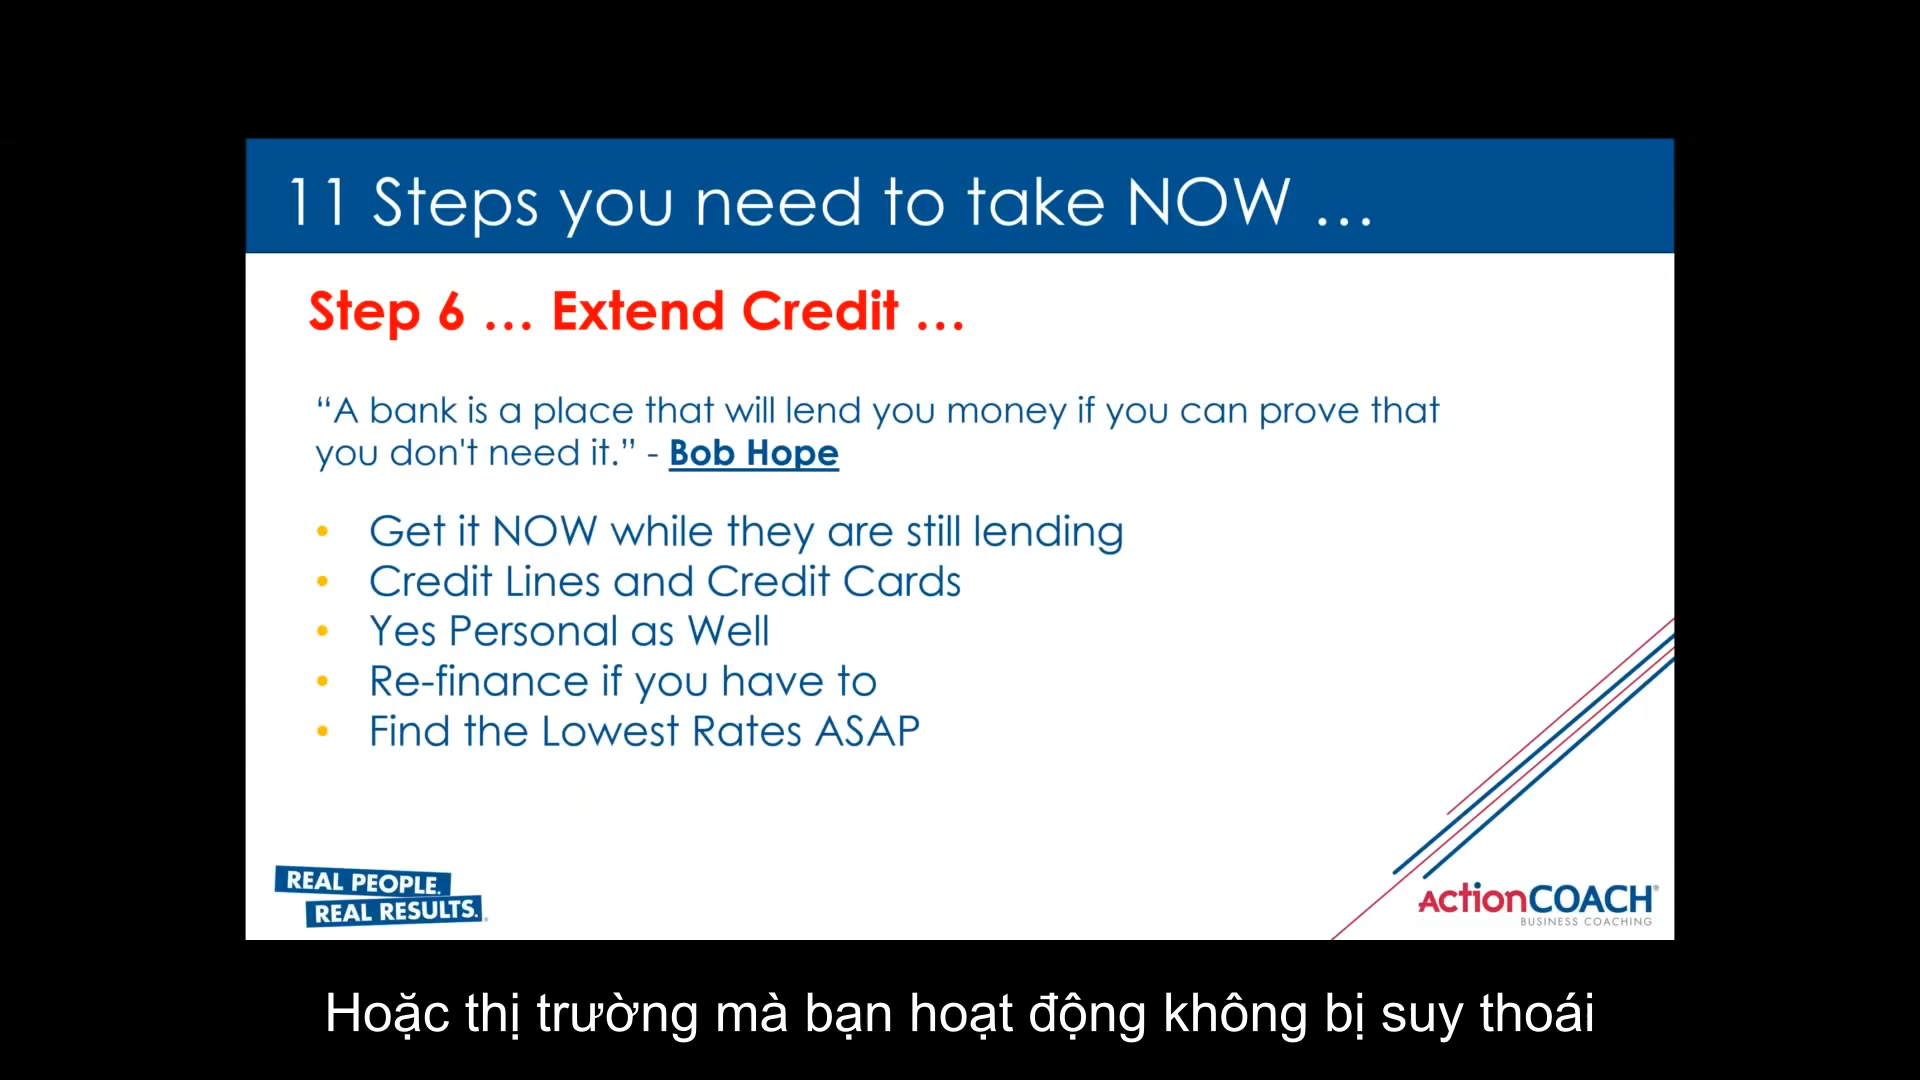 11 Steps you need to take NOW ...
Step 6 ... Extend Credit ...
“A bank is a place that will lend you money if you can prove that
you don't need it.” - Bob Hope
• Get it NOW while they are still lending
• Credit Lines and Credit Cards
• Yes Personal as Well
• Re-finance if you have to
• Find the Lowest Rates ASAP
REAL PEOPLE.
REAL RESULTS.
ActionCOACH®
BUSINESS COACHING
Hoặc thị trường mà bạn hoạt động không bị suy thoái